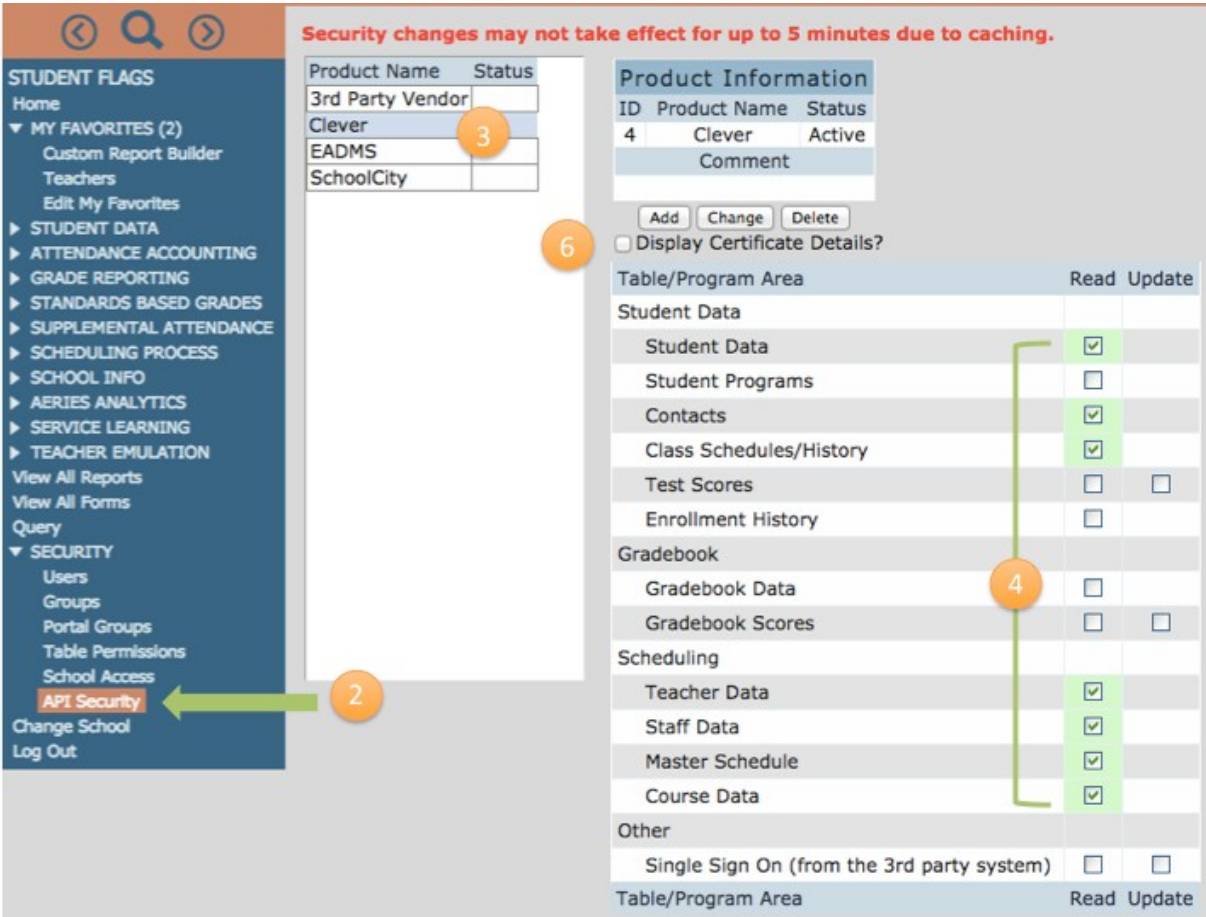 Security changes may not take effect for up to 5 minutes due to caching.
STUDENT FLAGS
Home
▼ MY FAVORITES (2)
Custom Report Builder
Teachers
Edit My Favorites
▶ STUDENT DATA
▶ ATTENDANCE ACCOUNTING
▶ GRADE REPORTING
▶ STANDARDS BASED GRADES
▶ SUPPLEMENTAL ATTENDANCE
▶ SCHEDULING PROCESS
▶ SCHOOL INFO
▶ AERIES ANALYTICS
▶ SERVICE LEARNING
▶ TEACHER EMULATION
View All Reports
View All Forms
Query
▼ SECURITY
Users
Groups
Portal Groups
Table Permissions
School Access
API Security
2
Change School
Log Out
Product Name Status
3rd Party Vendor
Clever
3
EADMS
SchoolCity
Product Information
ID Product Name Status
4 Clever Active
Comment
Add Change Delete
6
Display Certificate Details?
Table/Program Area Read Update
Student Data
Student Data
Student Programs
Contacts
Class Schedules/History
Test Scores
Enrollment History
Gradebook
Gradebook Data
4
Gradebook Scores
Scheduling
Teacher Data
Staff Data
Master Schedule
Course Data
Other
Single Sign On (from the 3rd party system)
Table/Program Area Read Update